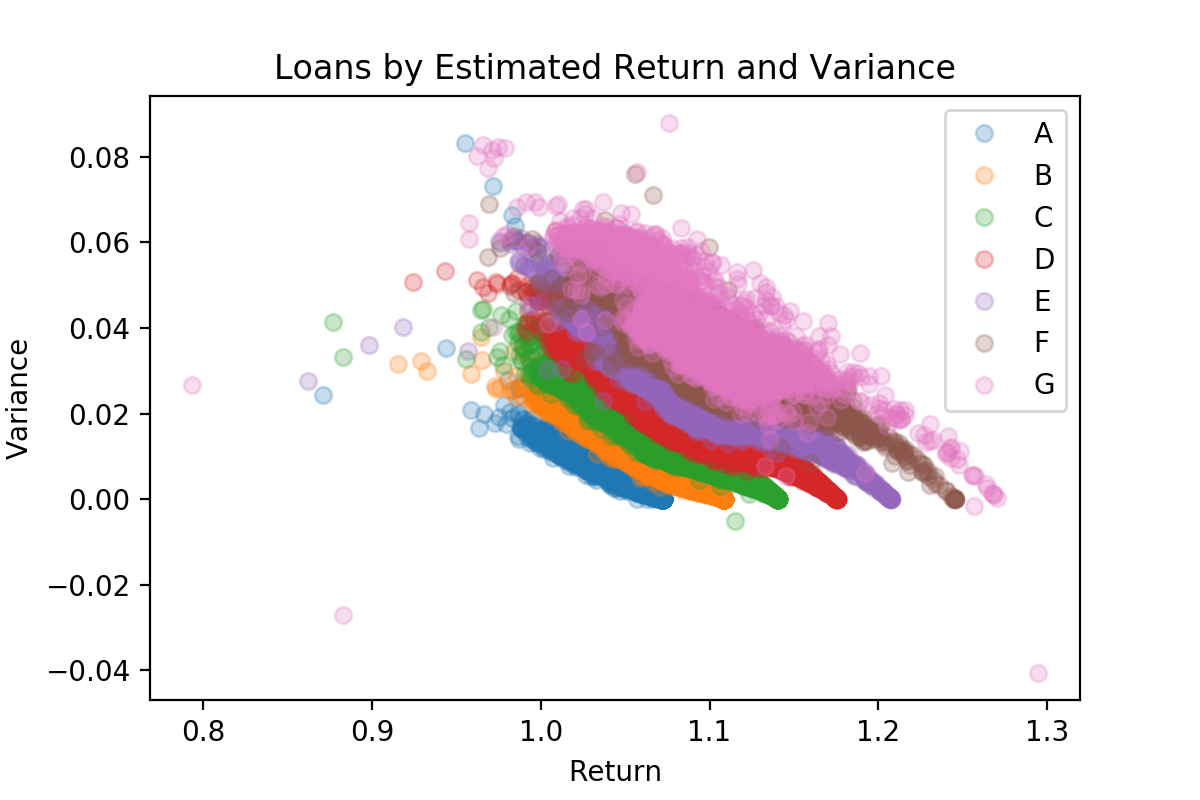 Loans by Estimated Return and Variance
Variance
0.08
0.06
0.04
0.02
0.00
−0.02
−0.04
0.8 0.9 1.0 1.1 1.2 1.3
Return
A
B
C
D
E
F
G